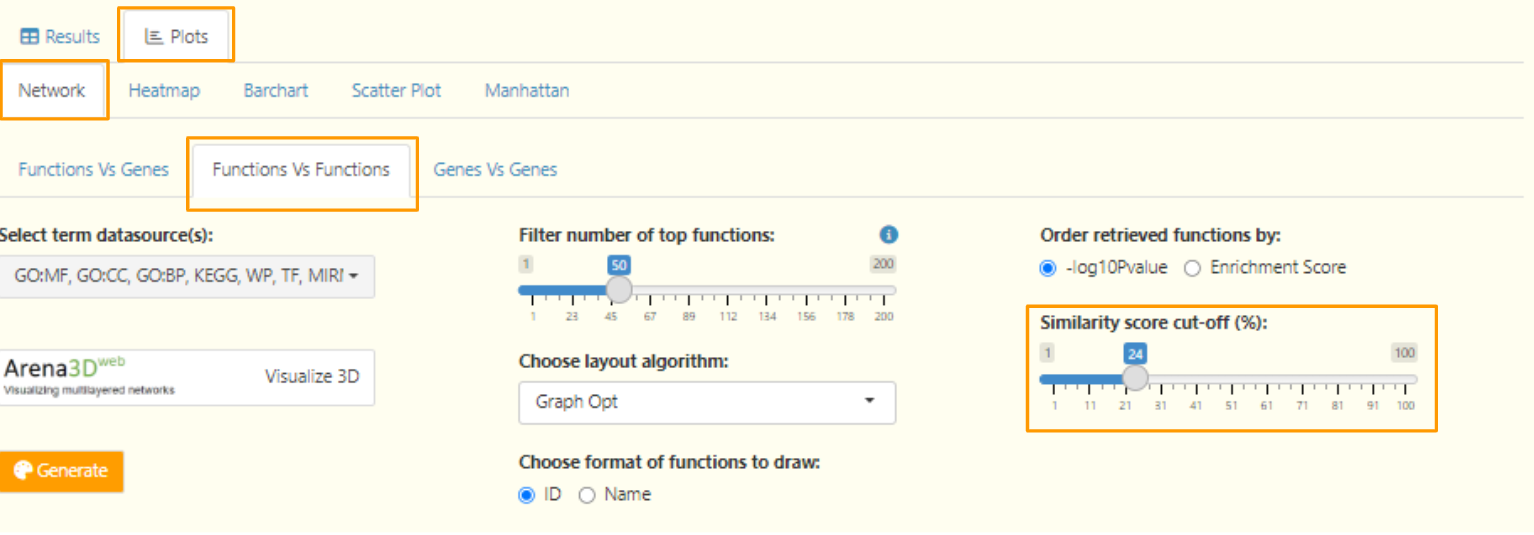 Results Plots
Network Heatmap Barchart Scatter Plot Manhattan
Functions Vs Genes Functions Vs Functions Genes Vs Genes
Select term datasource(s):
GO:MF, GO:CC, GO:BP, KEGG, WP, TF, MIRI
Arena3Dweb
Visualizing multilayered networks
Visualize 3D
Generate
Filter number of top functions:
1 50 200
1 23 45 67 89 112 134 156 178 200
Choose layout algorithm:
Graph Opt
Choose format of functions to draw:
ID Name
Order retrieved functions by:
-log10Pvalue Enrichment Score
Similarity score cut-off (%):
1 24 100
1 11 21 31 41 51 61 71 81 91 100